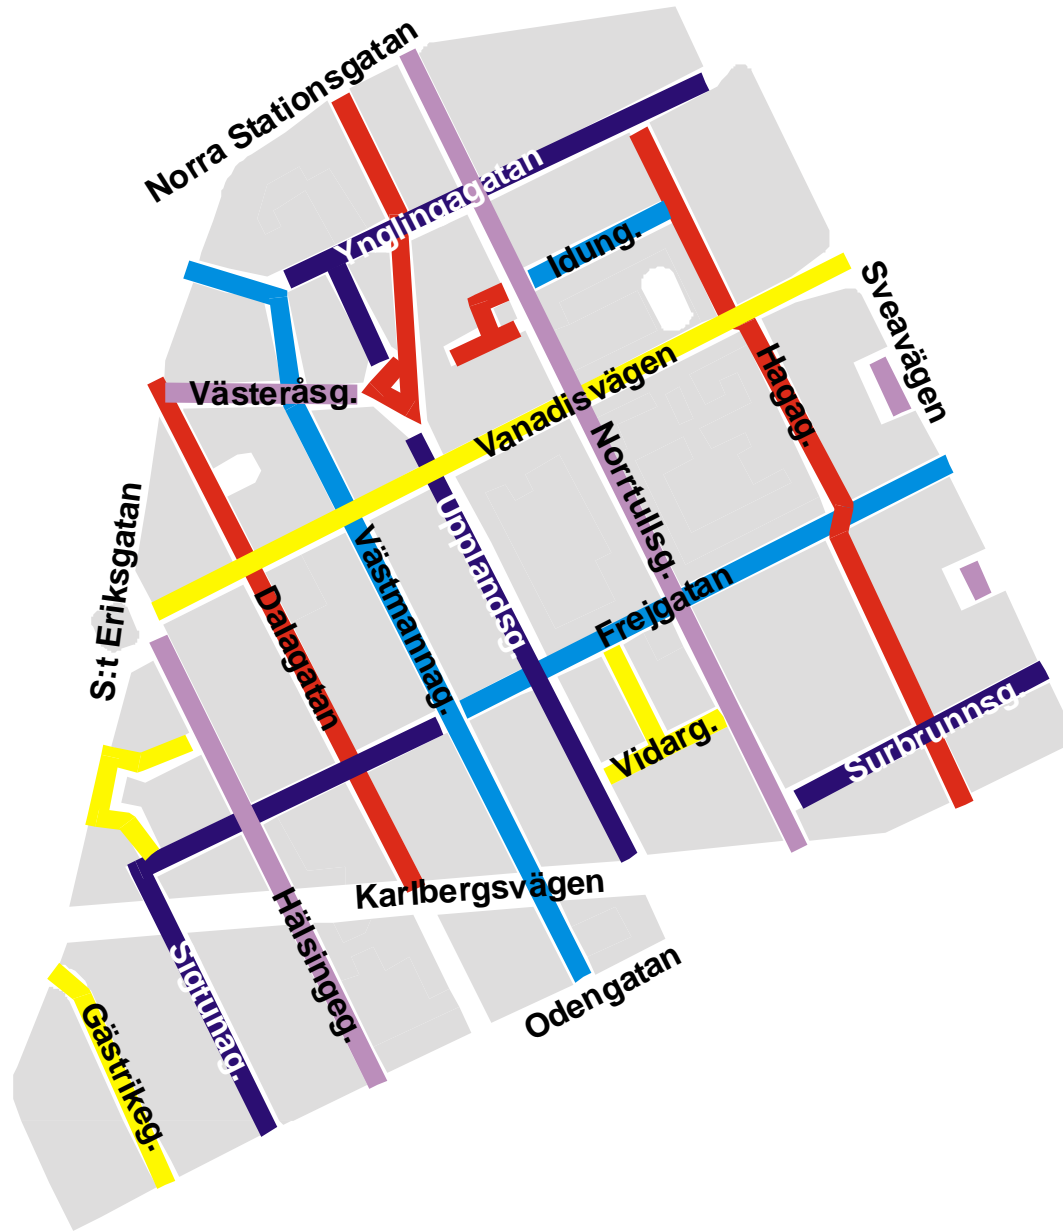 Norra Stationsgatan
Ynglingagatan
Idung.
Sveavägen
Västeråsg.
Vanadisvägen
Hagag.
Norrtullsg.
S:t Eriksgatan
Upplandsg.
Västmannag.
Frejgatan
Dalagatan
Vidarg.
Surbrunnsg.
Karlbergsvägen
Hälsingeg.
Sigtunag.
Odengatan
Gästrikeg.